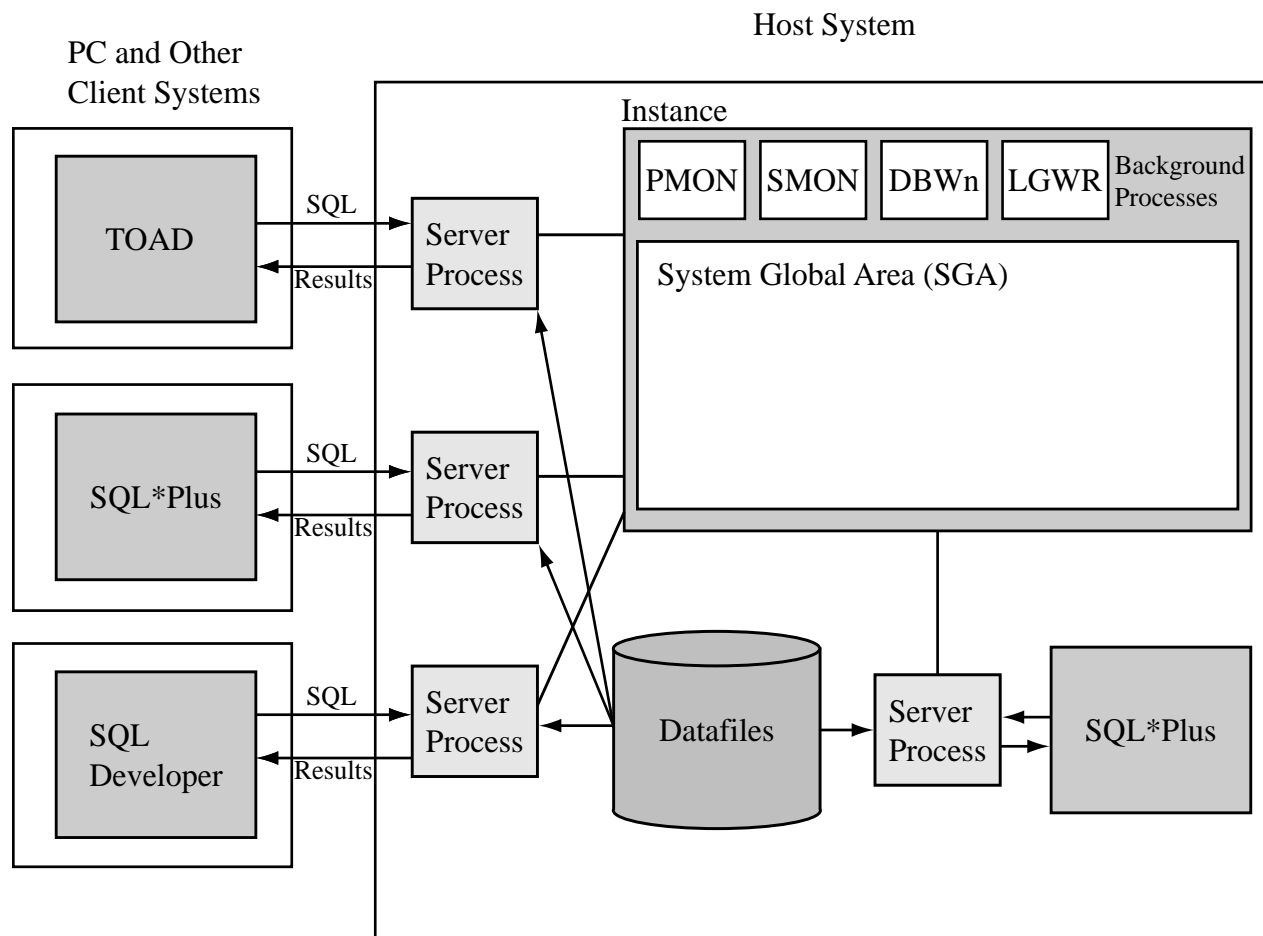 Host System
PC and Other
Client Systems
Instance
PMON
SMON
DBWn
LGWR
Background
Processes
System Global Area (SGA)
TOAD
SQL
Results
Server
Process
SQL*Plus
SQL
Results
Server
Process
SQL
Developer
SQL
Results
Server
Process
Datafiles
Server
Process
SQL*Plus